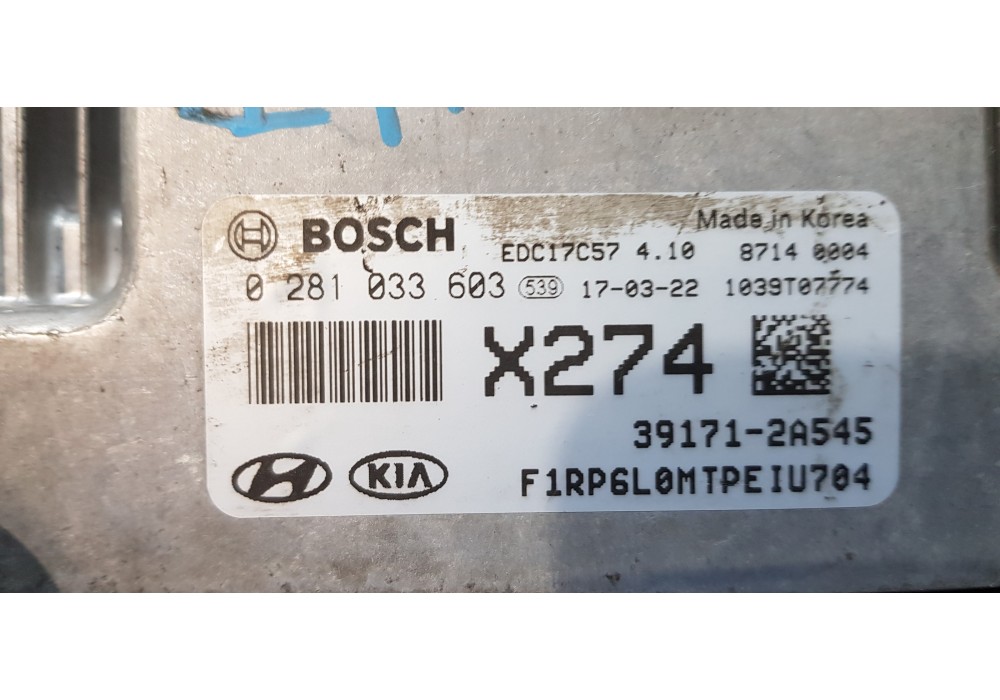 BOSCH
Made in Korea
EDC17C57 4.10 8714 0004
0 281 033 603 539 17-03-22 1039T07774
X274
39171-2A545
KIA
F1RP6L0MTPEIU704